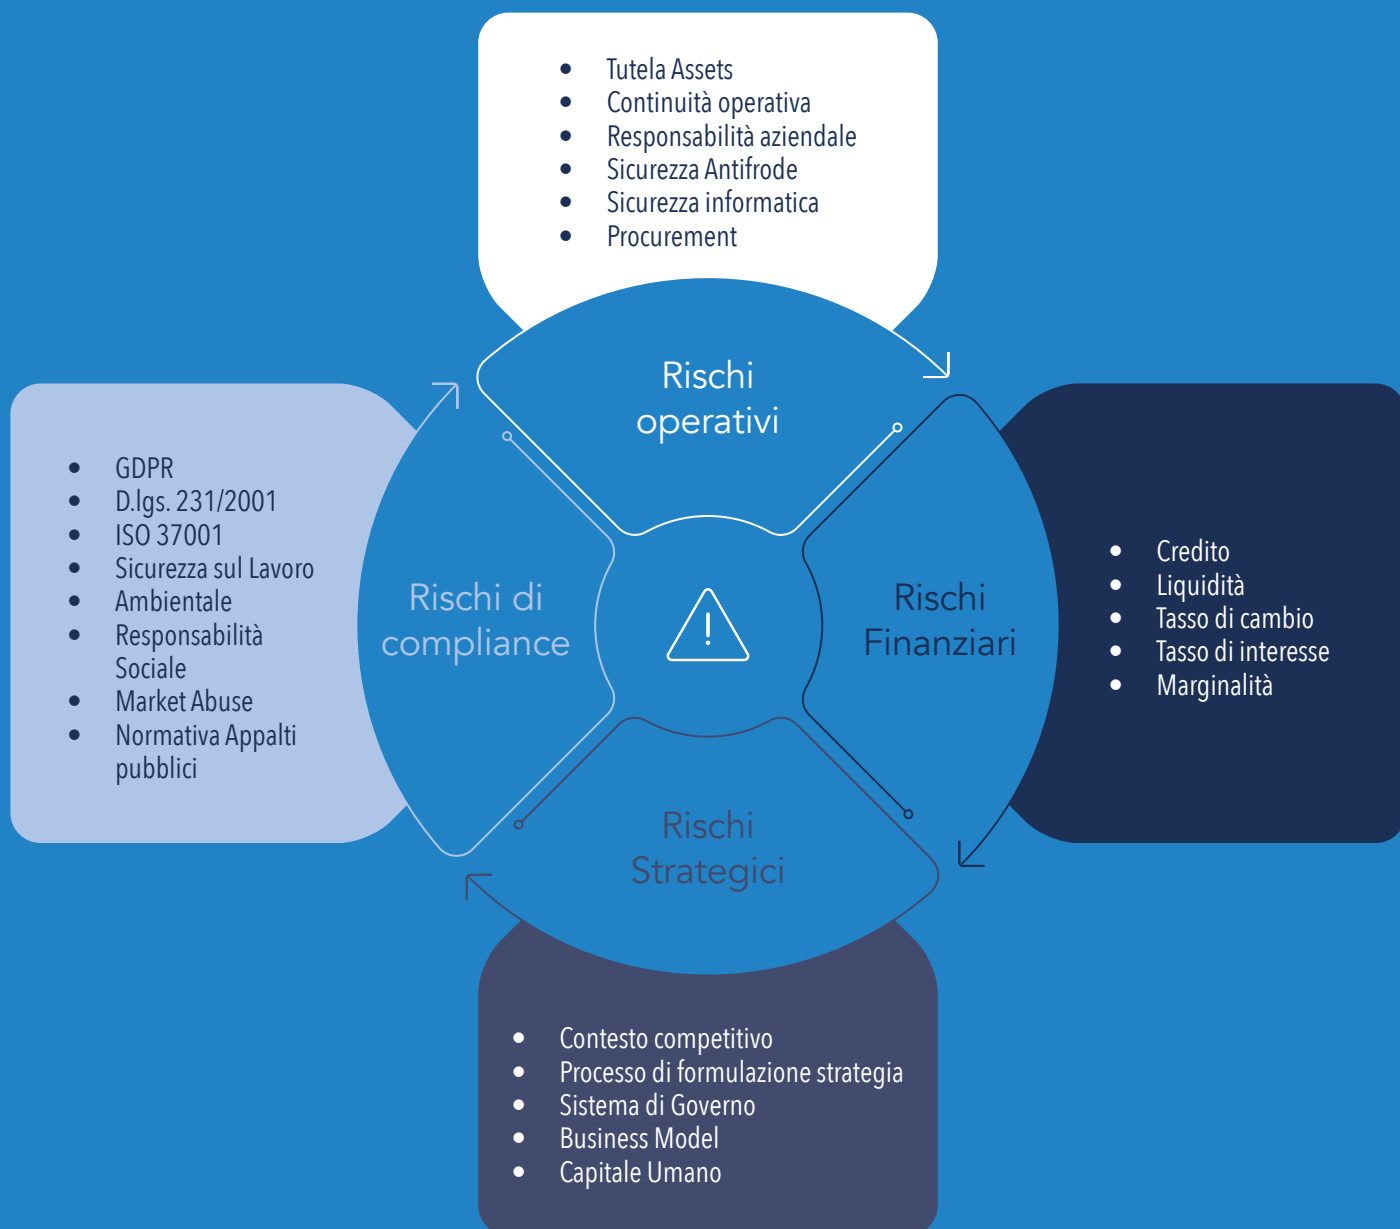 • Tutela Assets
• Continuità operativa
• Responsabilità aziendale
• Sicurezza Antifrode
• Sicurezza informatica
• Procurement
Rischi
operativi
• GDPR
• D.lgs. 231/2001
• ISO 37001
• Sicurezza sul Lavoro
• Ambientale
• Responsabilità
Sociale
• Market Abuse
• Normativa Appalti
pubblici
Rischi di
compliance
Rischi
Finanziari
• Credito
• Liquidità
• Tasso di cambio
• Tasso di interesse
• Marginalità
Rischi
Strategici
• Contesto competitivo
• Processo di formulazione strategia
• Sistema di Governo
• Business Model
• Capitale Umano